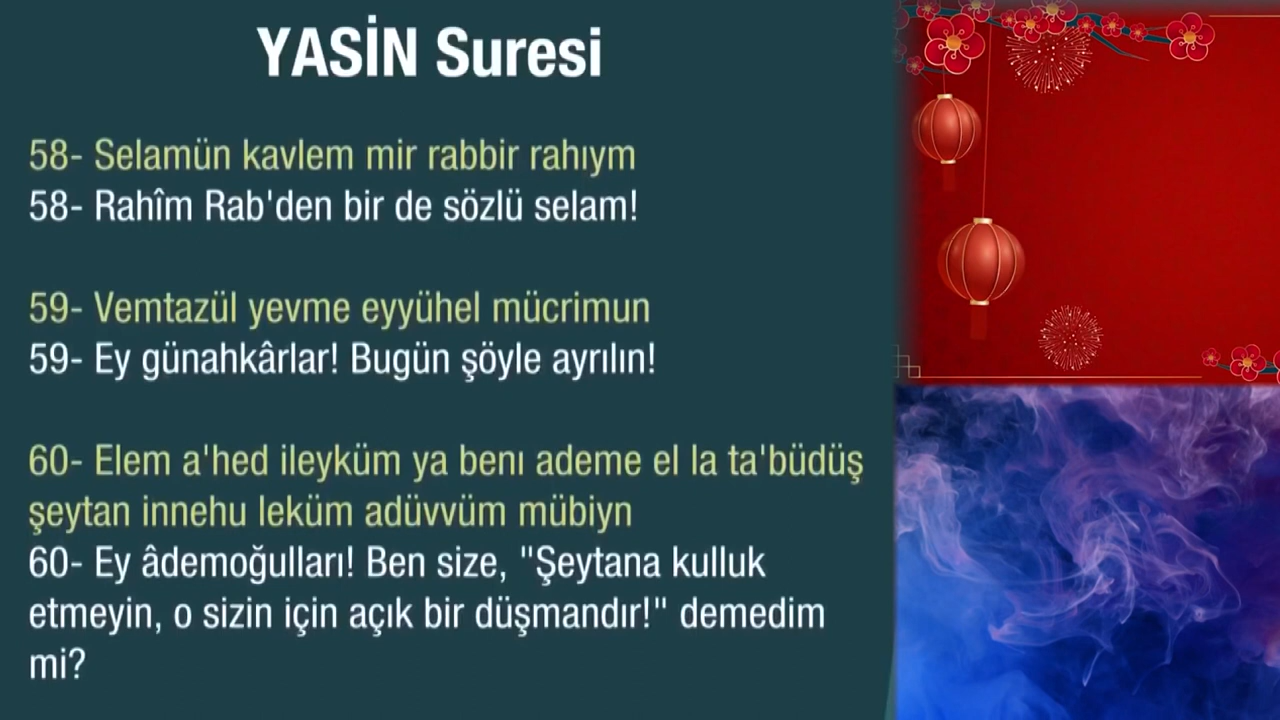 YASİN Suresi
58- Selamün kavlem mir rabbir rahıym
58- Rahîm Rab'den bir de sözlü selam!
59- Vemtazül yevme eyyühel mücrimun
59- Ey günahkârlar! Bugün şöyle ayrılın!
60- Elem a'hed ileyküm ya benı ademe el la ta'büdüş
şeytan innehu leküm adüvvüm mübiyn
60- Ey âdemoğulları! Ben size, "Şeytana kulluk
etmeyin, o sizin için açık bir düşmandır!" demedim
mi?